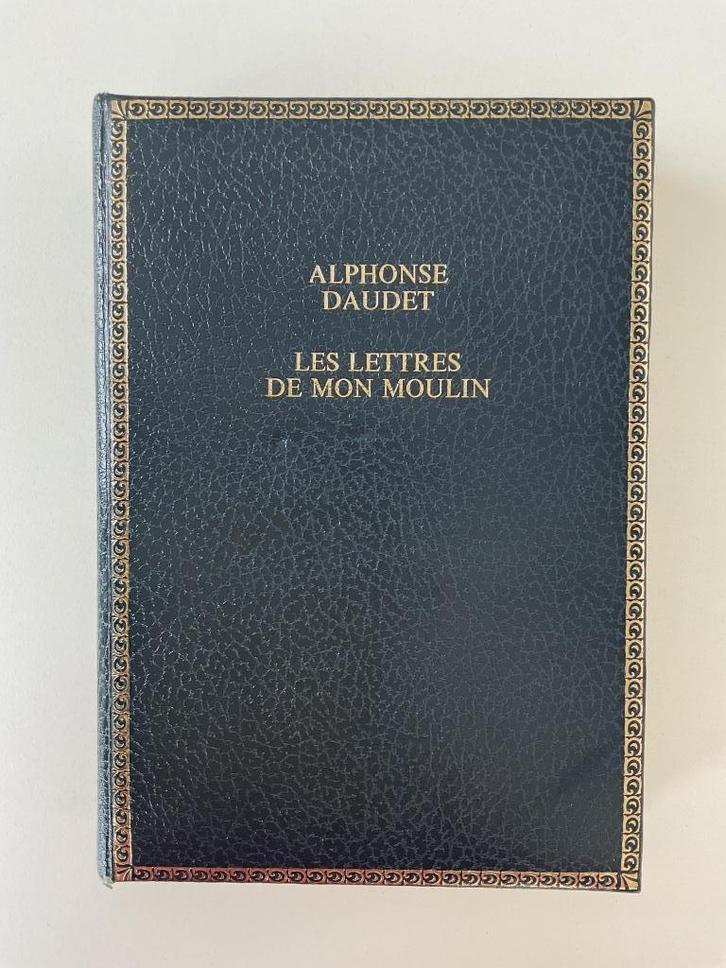 ALPHONSE
DAUDET
LES LETTRES
DE MON MOULIN